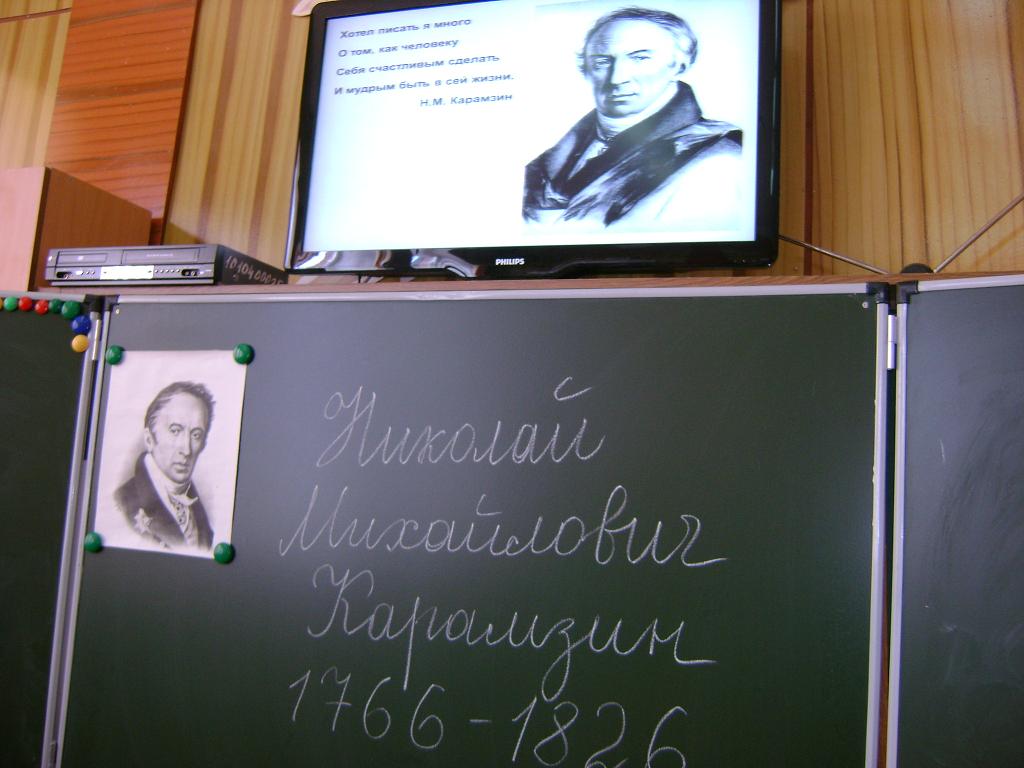 Хотел писать я много
О том, как человеку
Себя счастливым сделать
И мудрым быть в сей жизни.
Н.М. Карамзин
PHILIPS
Николай
Михайлович
Карамзин
1766-1826